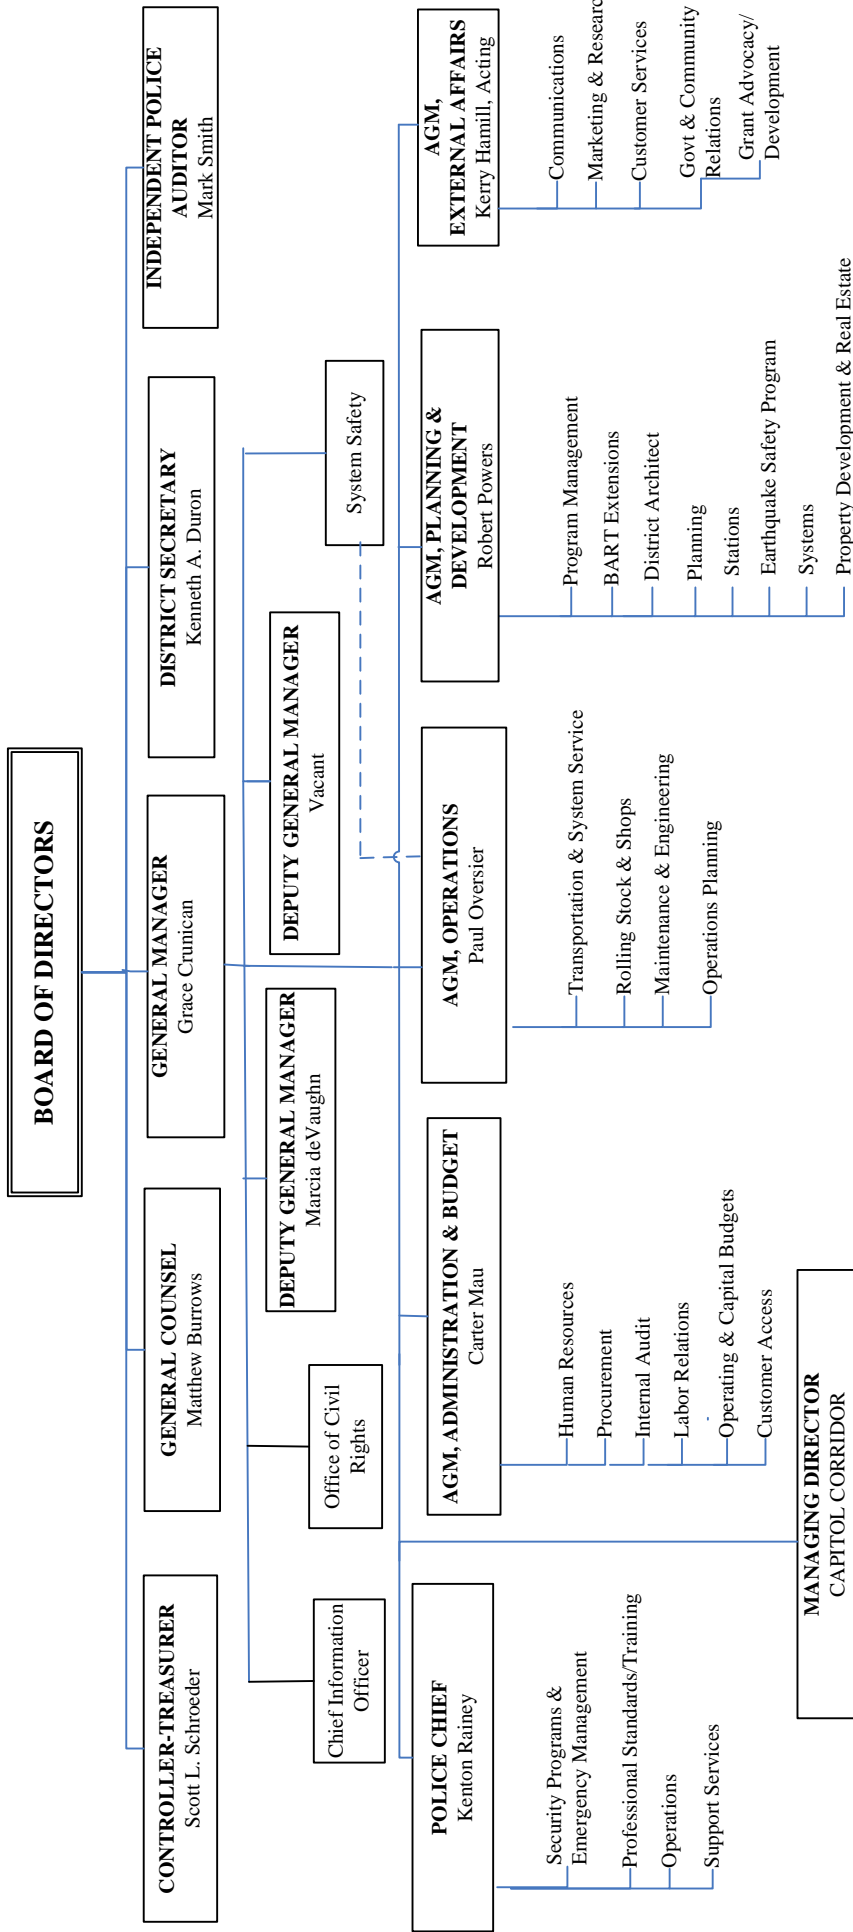 BOARD OF DIRECTORS
CONTROLLER-TREASURER
Scott L. Schroeder
GENERAL COUNSEL
Matthew Burrows
GENERAL MANAGER
Grace Crunican
DISTRICT SECRETARY
Kenneth A. Duron
INDEPENDENT POLICE
AUDITOR
Mark Smith
Chief Information
Officer
Office of Civil
Rights
DEPUTY GENERAL MANAGER
Marcia deVaughn
DEPUTY GENERAL MANAGER
Vacant
System Safety
POLICE CHIEF
Kenton Rainey
Security Programs &
Emergency Management
Professional Standards/Training
Operations
Support Services
AGM, ADMINISTRATION & BUDGET
Carter Mau
Human Resources
Procurement
Internal Audit
Labor Relations
Operating & Capital Budgets
Customer Access
AGM, OPERATIONS
Paul Oversier
Transportation & System Service
Rolling Stock & Shops
Maintenance & Engineering
Operations Planning
AGM, PLANNING &
DEVELOPMENT
Robert Powers
Program Management
BART Extensions
District Architect
Planning
Stations
Earthquake Safety Program
Systems
Property Development & Real Estate
AGM,
EXTERNAL AFFAIRS
Kerry Hamill, Acting
Communications
Marketing & Researc
Customer Services
Govt & Community
Relations
Grant Advocacy/
Development
MANAGING DIRECTOR
CAPITOL CORRIDOR